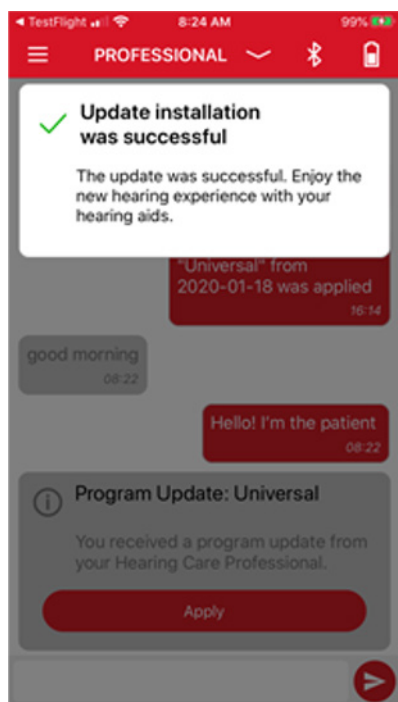 TestFlight 8:24 AM 99%
PROFESSIONAL
Update installation
was successful
The update was successful. Enjoy the
new hearing experience with your
hearing aids.
"Universal" from
2020-01-18 was applied
16:14
good morning
08:22
Hello! I'm the patient
08:22
Program Update: Universal
You received a program update from
your Hearing Care Professional.
Apply